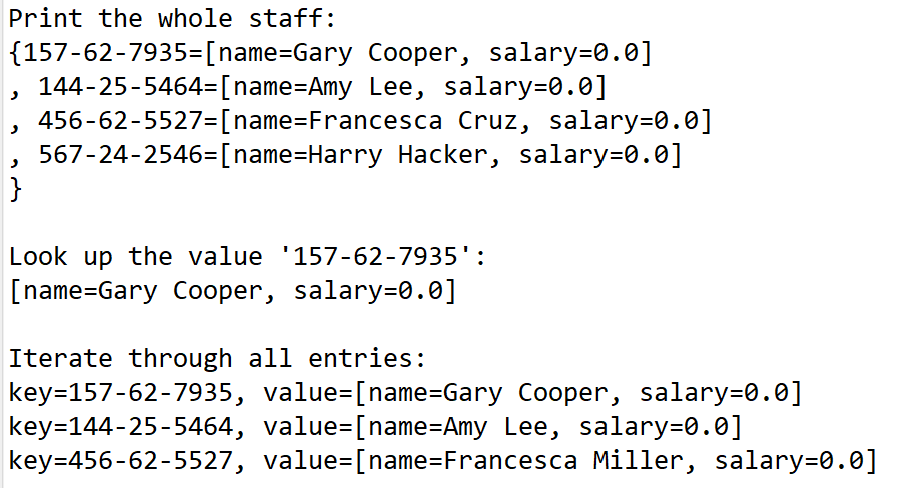 Print the whole staff:
{157-62-7935=[name=Gary Cooper, salary=0.0]
, 144-25-5464=[name=Amy Lee, salary=0.0]
, 456-62-5527=[name=Francesca Cruz, salary=0.0]
, 567-24-2546=[name=Harry Hacker, salary=0.0]
}
Look up the value '157-62-7935':
[name=Gary Cooper, salary=0.0]
Iterate through all entries:
key=157-62-7935, value=[name=Gary Cooper, salary=0.0]
key=144-25-5464, value=[name=Amy Lee, salary=0.0]
key=456-62-5527, value=[name=Francesca Miller, salary=0.0]